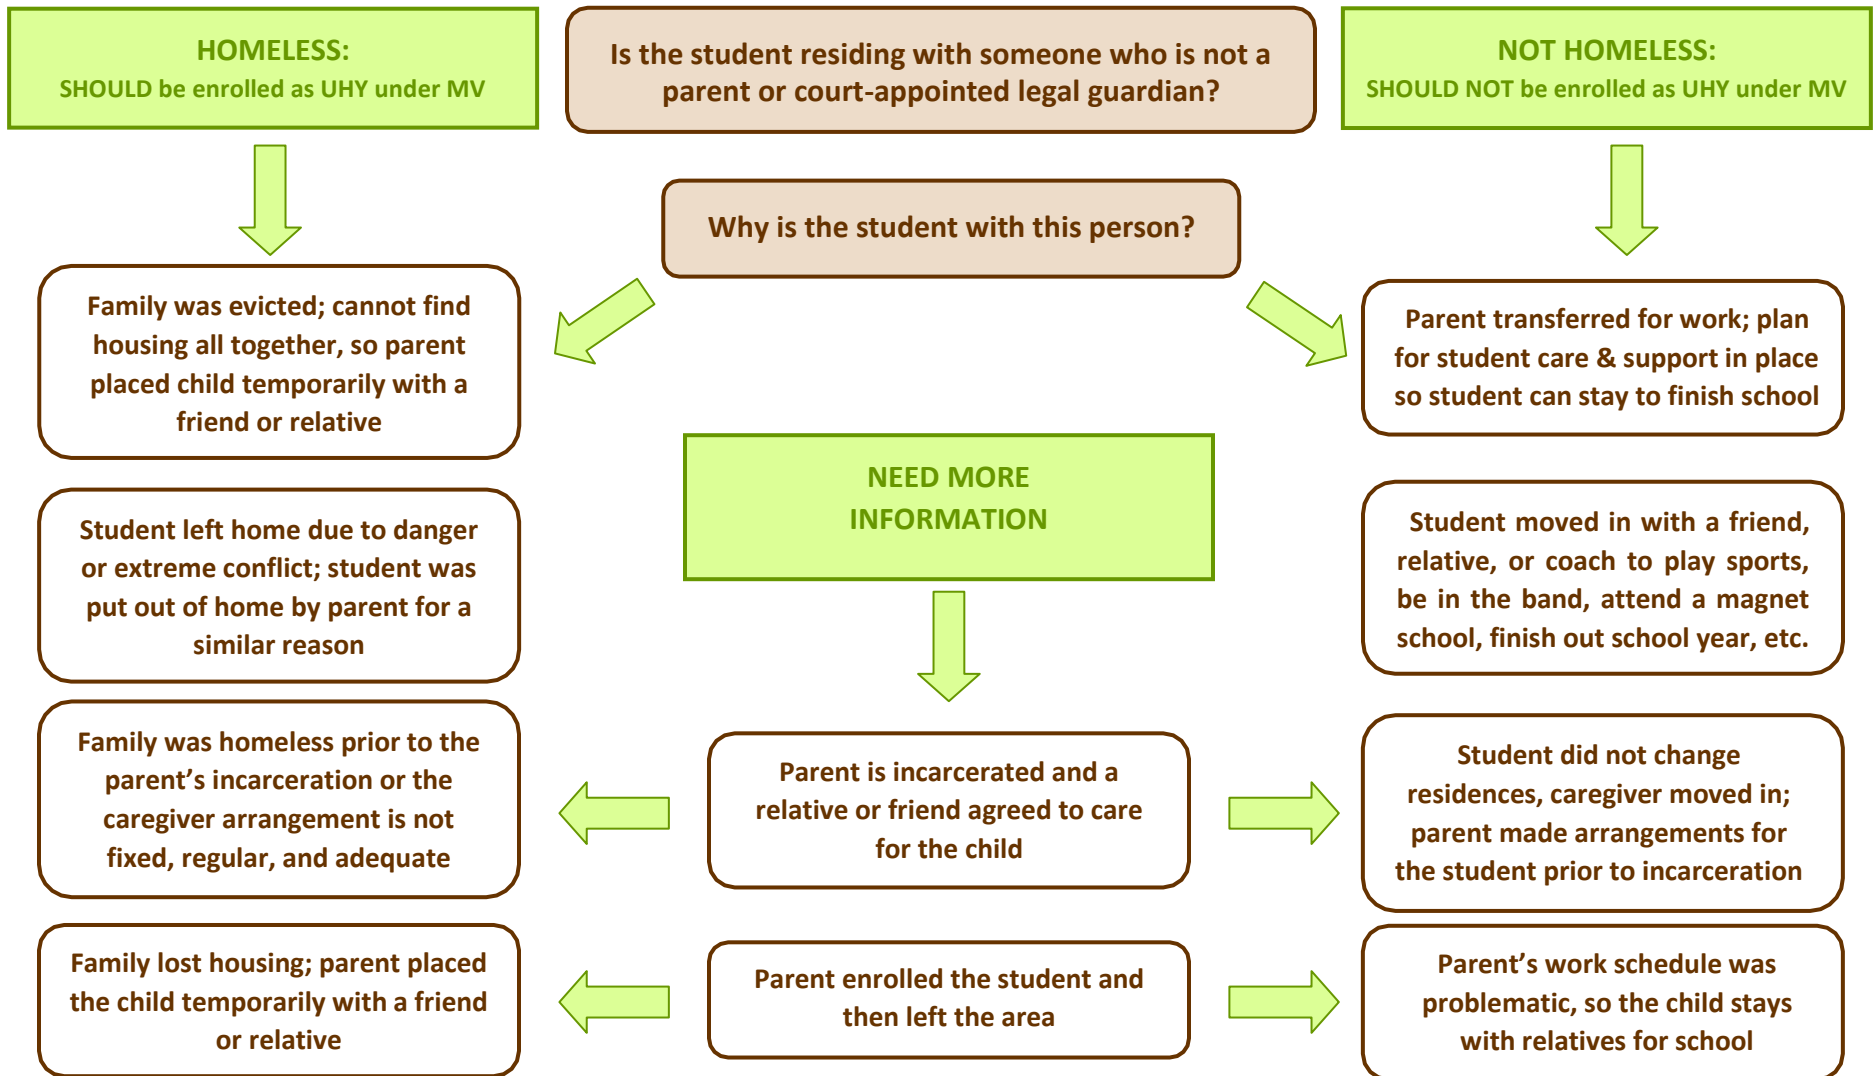 HOMELESS:
SHOULD be enrolled as UHY under MV
Is the student residing with someone who is not a
parent or court-appointed legal guardian?
NOT HOMELESS:
SHOULD NOT be enrolled as UHY under MV
Why is the student with this person?
Family was evicted; cannot find
housing all together, so parent
placed child temporarily with a
friend or relative
Parent transferred for work; plan
for student care & support in place
so student can stay to finish school
NEED MORE
INFORMATION
Student left home due to danger
or extreme conflict; student was
put out of home by parent for a
similar reason
Student moved in with a friend,
relative, or coach to play sports,
be in the band, attend a magnet
school, finish out school year, etc.
Family was homeless prior to the
parent’s incarceration or the
caregiver arrangement is not
fixed, regular, and adequate
Parent is incarcerated and a
relative or friend agreed to care
for the child
Student did not change
residences, caregiver moved in;
parent made arrangements for
the student prior to incarceration
Family lost housing; parent placed
the child temporarily with a friend
or relative
Parent enrolled the student and
then left the area
Parent’s work schedule was
problematic, so the child stays
with relatives for school